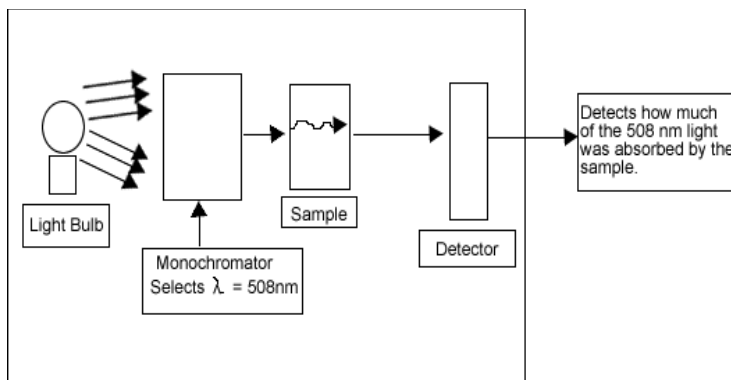 Light Bulb
Monochromator
Selects λ = 508nm
Sample
Detector
Detects how much
of the 508 nm light
was absorbed by the
sample.